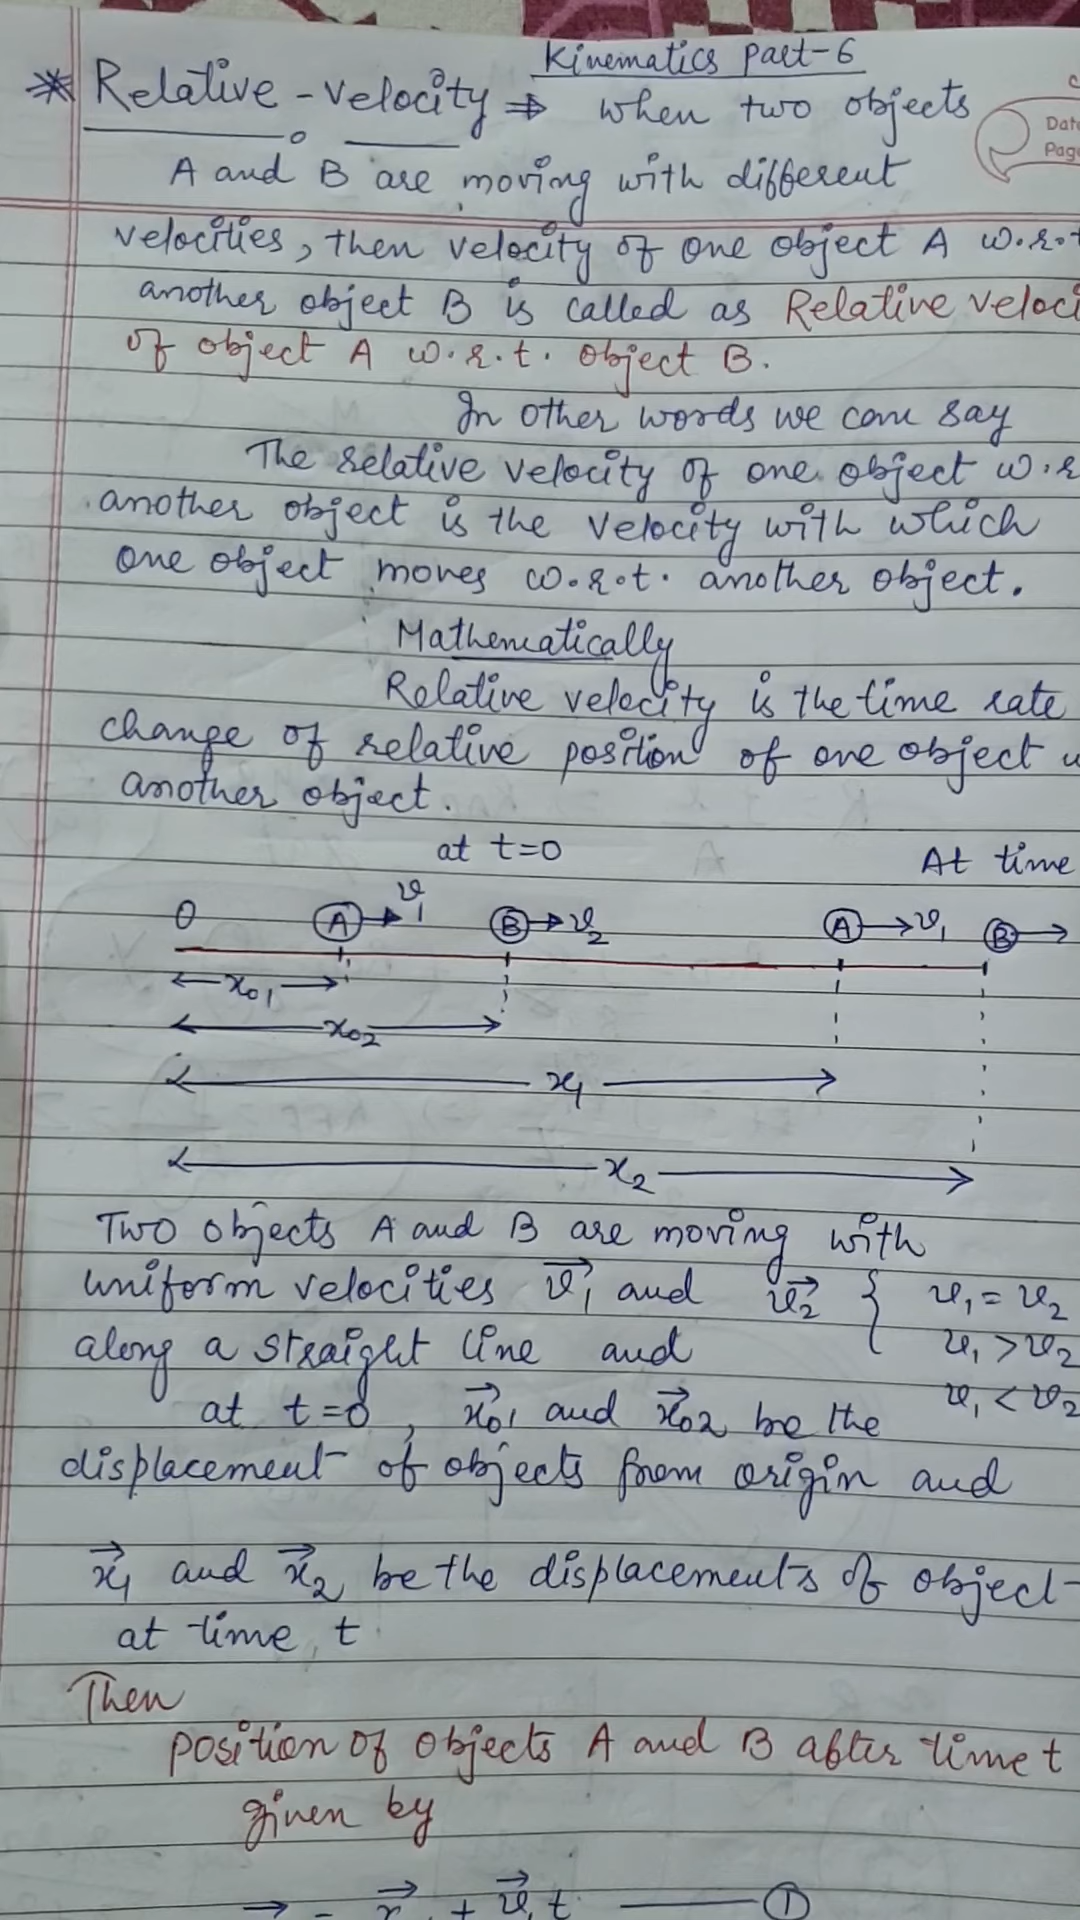 Kinematics part-6
* Relative-velocity ⇒ when two objects
Date
Page
A and B are moving with different
velocities, then velocity of one object A w.r.t
another object B is called as Relative veloci
of object A w.r.t. object B.
In other words we can say
The relative velocity of one object w.r
another object is the velocity with which
one object moves w.r.t. another object.
Mathematically
Relative velocity is the time rate
change of relative position of one object
another object.
at t=0 At time
O A → v₁ B → v₂ A → v₁ B →
← x₀₁ →
← x₀₂ →
← x₁ →
← x₂ →
Two objects A and B are moving with
uniform velocities v⃗₁ and v⃗₂ { v₁ = v₂
along a straight line and v₁ > v₂
at t=0, x⃗₀₁ and x⃗₀₂ be the v₁ < v₂
displacement of objects from origin and
x⃗₁ and x⃗₂ be the displacements of object
at time t
Then
position of objects A and B after time t
given by
+ v⃗₁t —— ①